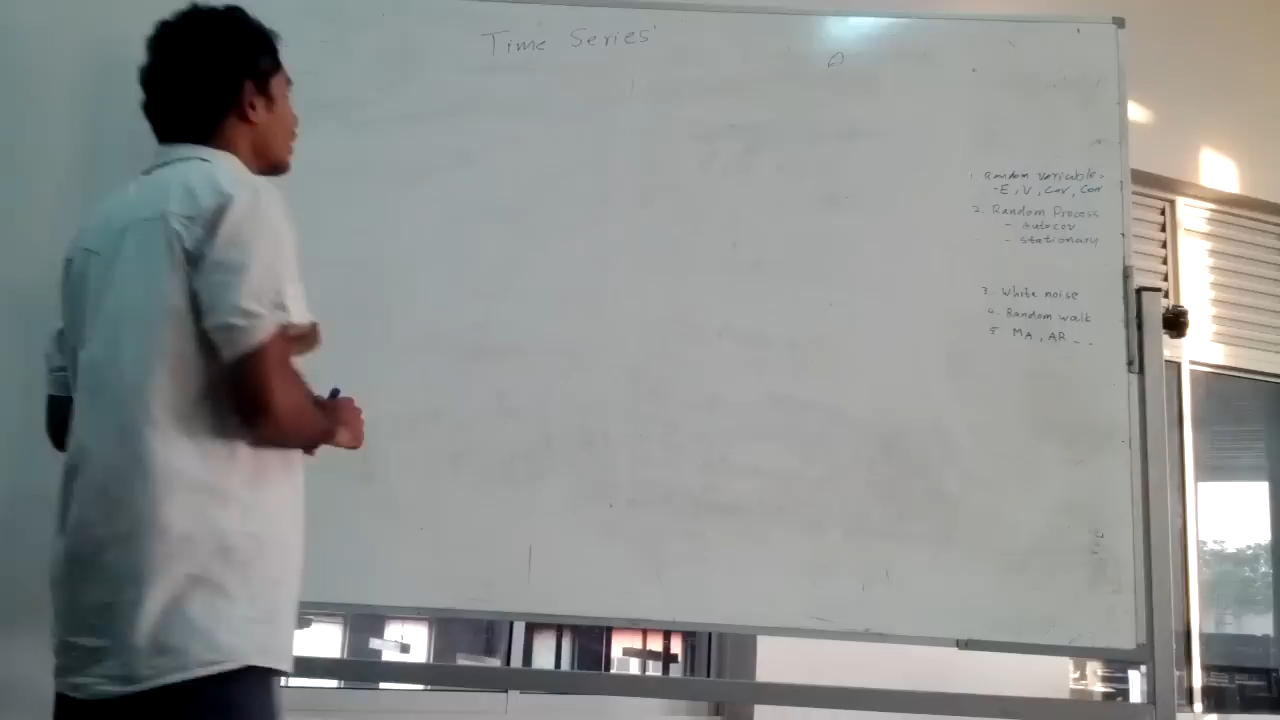 Time Series
1. Random variable.
-E, V, Cov, Corr
2. Random Process
- autocov
- stationary
3. White noise
4. Random walk
5 MA, AR - - .